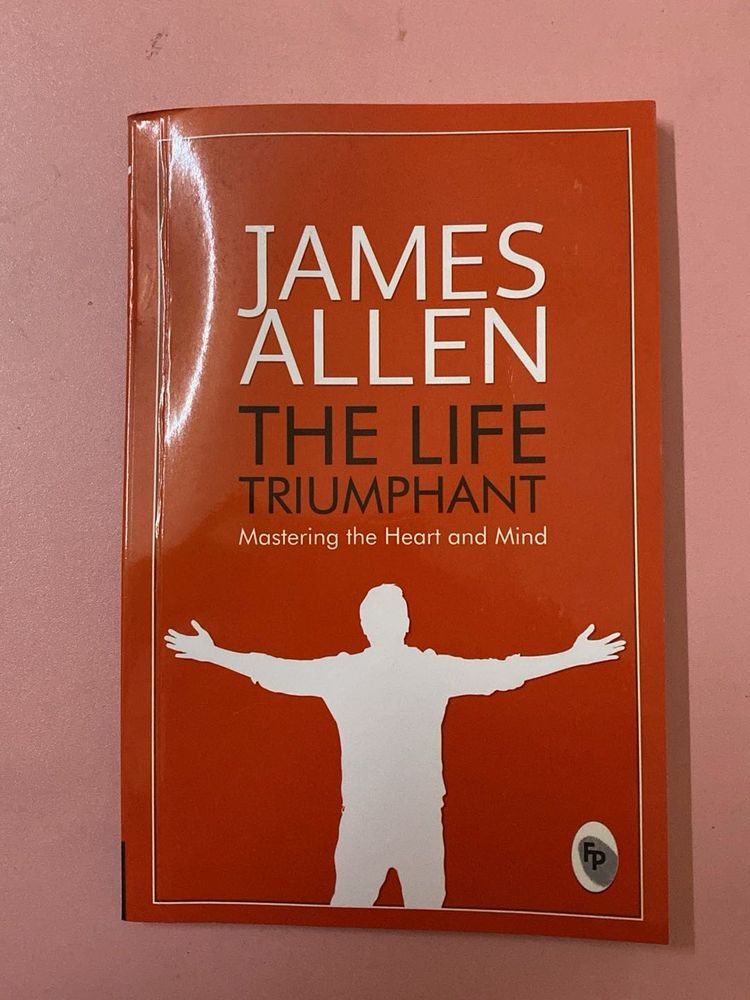 JAMES
ALLEN
THE LIFE
TRIUMPHANT
Mastering the Heart and Mind
FP